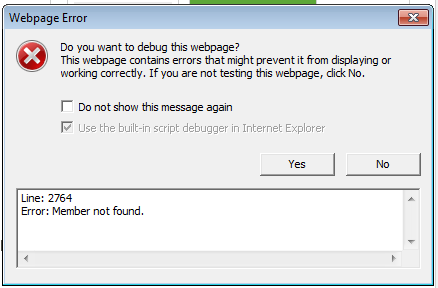 Webpage Error
Do you want to debug this webpage?
This webpage contains errors that might prevent it from displaying or
working correctly. If you are not testing this webpage, click No.
Do not show this message again
Use the built-in script debugger in Internet Explorer
Yes No
Line: 2764
Error: Member not found.